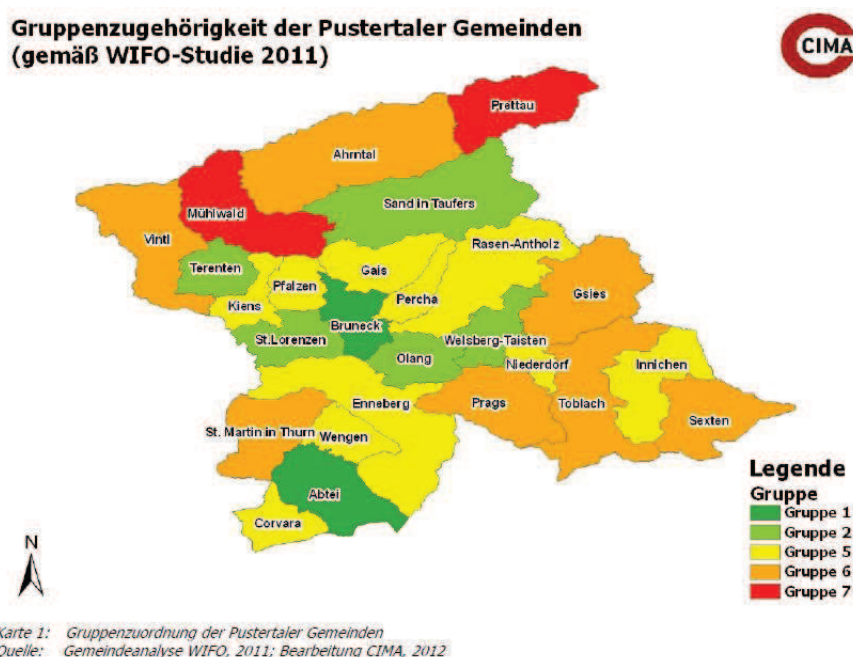 Gruppenzugehörigkeit der Pustertaler Gemeinden
(gemäß WIFO-Studie 2011)
CIMA
Prettau
Ahrntal
Sand in Taufers
Mühlwald
Vintl
Rasen-Antholz
Terenten
Gais
Pfalzen
Gsies
Kiens
Percha
Bruneck
St.Lorenzen
Welsberg-Taisten
Olang
Niederdorf
Innichen
Enneberg
Prags
Toblach
Sexten
St. Martin in Thurn
Wengen
Abtei
Corvara
Legende
Gruppe
Gruppe 1
Gruppe 2
Gruppe 5
Gruppe 6
Gruppe 7
N
Karte 1: Gruppenzuordnung der Pustertaler Gemeinden
Quelle: Gemeindeanalyse WIFO, 2011; Bearbeitung CIMA, 2012